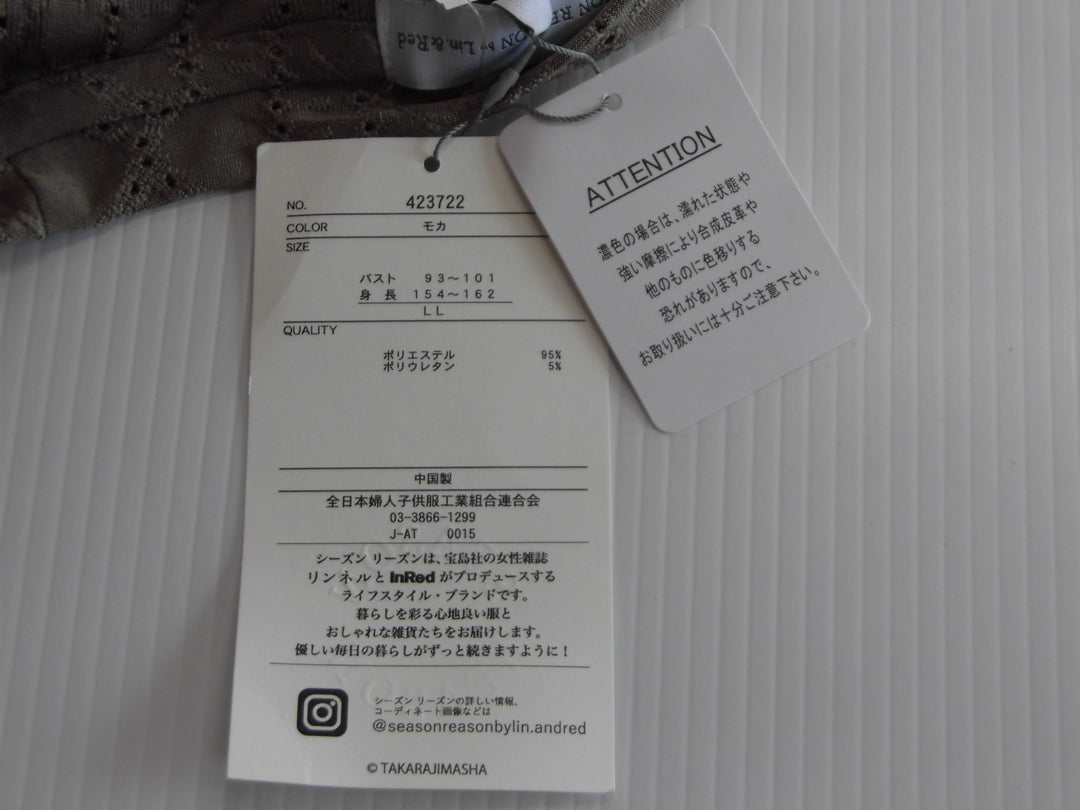 ON RE
ON by Lin.&Red
NO. 423722
COLOR モカ
SIZE
バスト 93～101
身 長 154～162
LL
QUALITY
ポリエステル 95%
ポリウレタン 5%
中国製
全日本婦人子供服工業組合連合会
03-3866-1299
J-AT 0015
シーズン リーズンは、宝島社の女性雑誌
リンネルと InRed がプロデュースする
ライフスタイル・ブランドです。
暮らしを彩る心地良い服と
おしゃれな雑貨たちをお届けします。
優しい毎日の暮らしがずっと続きますように！
シーズン リーズンの詳しい情報、
コーディネート画像などは
@seasonreasonbylin.andred
© TAKARAJIMASHA
ATTENTION
濃色の場合は、濡れた状態や
強い摩擦により合成皮革や
他のものに色移りする
恐れがありますので、
お取り扱いには十分ご注意下さい。